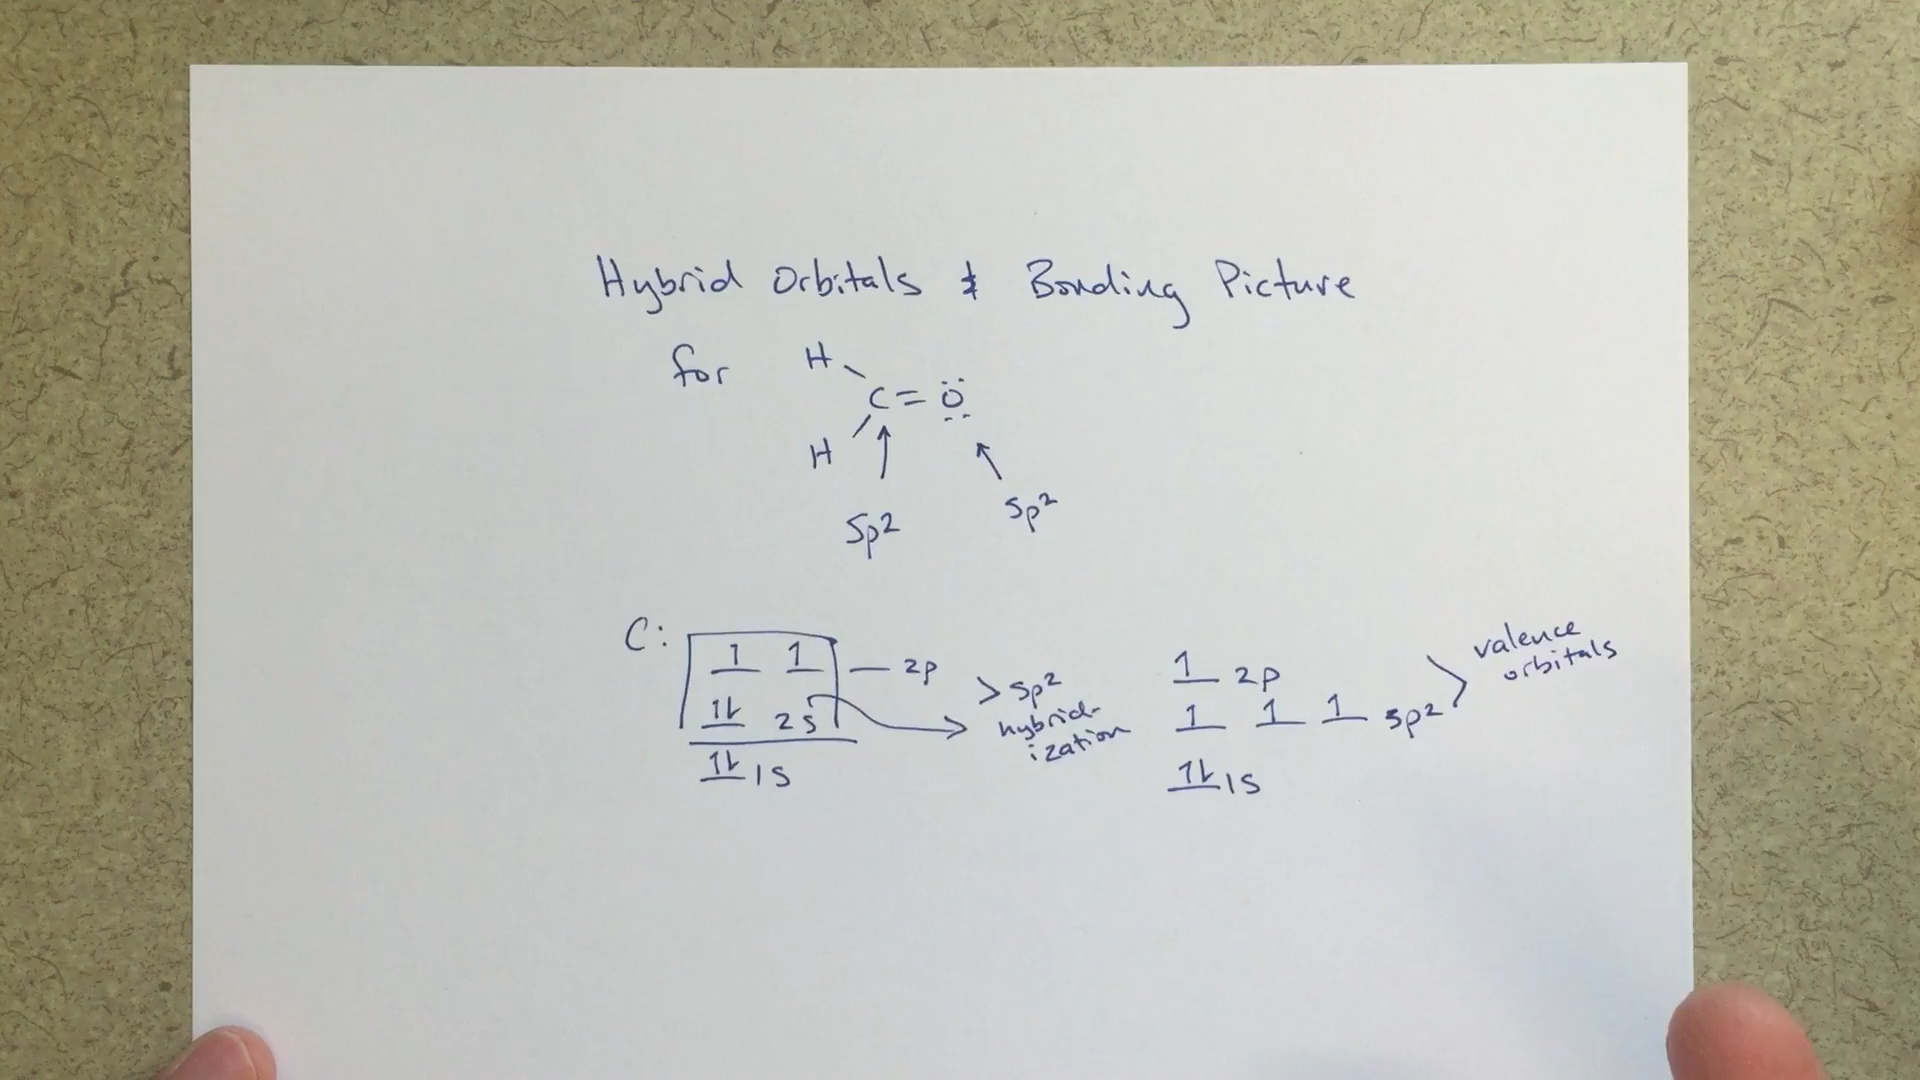 Hybrid Orbitals & Bonding Picture
for
H
C=Ö
H
sp²
sp²
C:
1 1 — 2p
1L 2s
1L 1s
> sp²
hybrid-
ization
1 2p
1 1 1 sp²
1L 1s
valence
orbitals